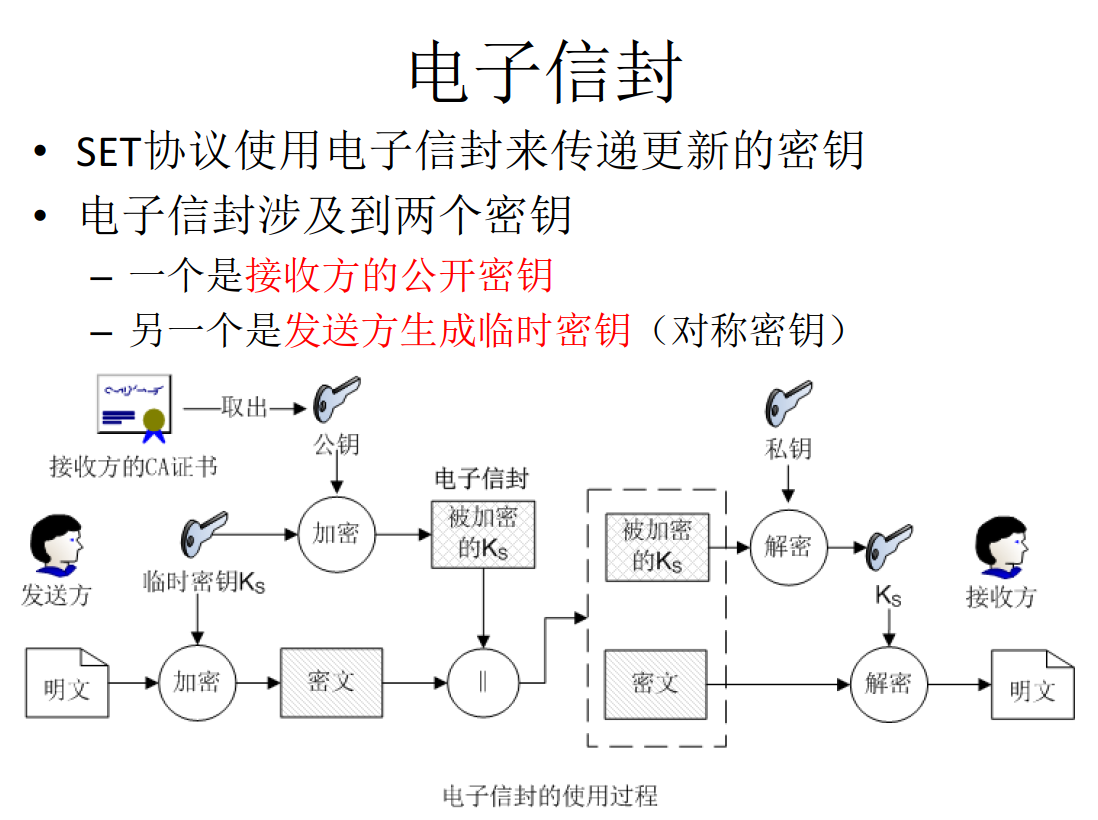 电子信封
• SET协议使用电子信封来传递更新的密钥
• 电子信封涉及到两个密钥
– 一个是接收方的公开密钥
– 另一个是发送方生成临时密钥（对称密钥）
取出
公钥
私钥
接收方的CA证书
电子信封
加密
被加密
的KS
被加密
的KS
解密
发送方
临时密钥KS
KS
接收方
明文
加密
密文
||
密文
解密
明文
电子信封的使用过程